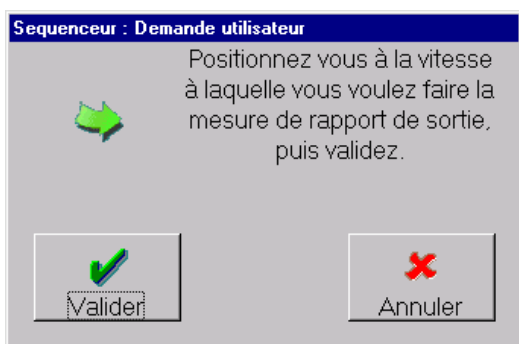 Sequenceur : Demande utilisateur
Positionnez vous à la vitesse
à laquelle vous voulez faire la
mesure de rapport de sortie,
puis validez.
Valider
Annuler